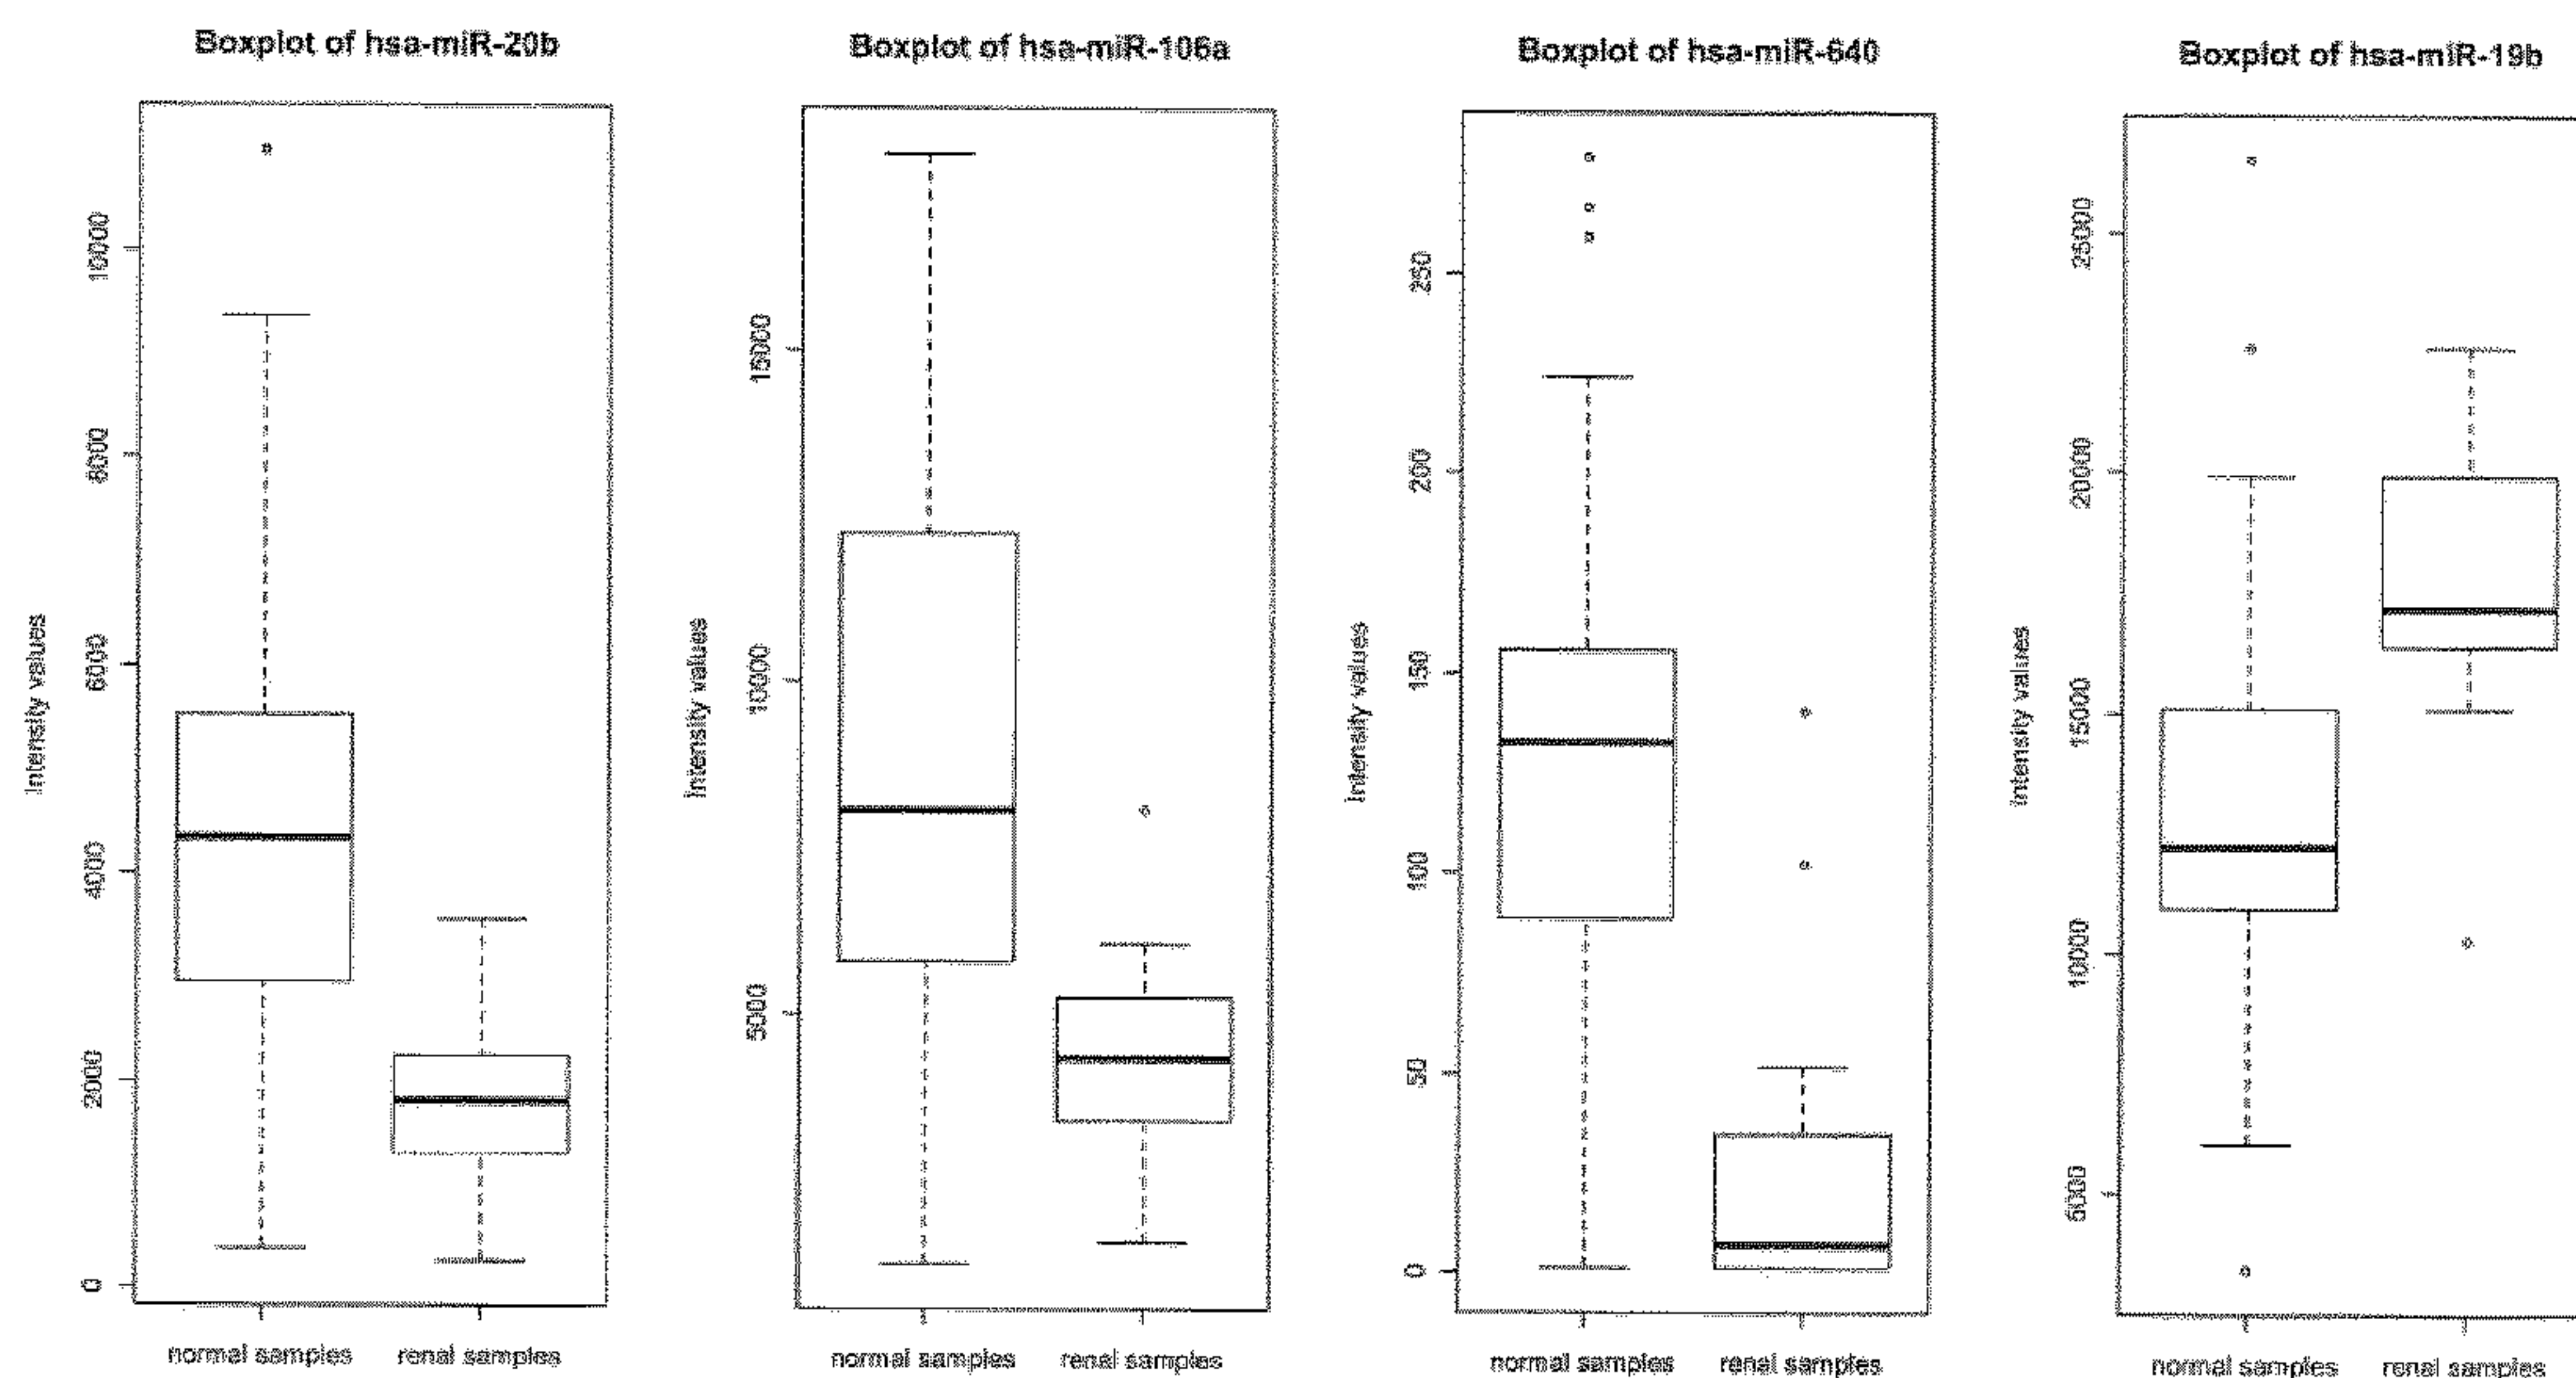 Boxplot of hsa-miR-20b
Intensity values
10000
8000
6000
4000
2000
0
normal samples
renal samples
Boxplot of hsa-miR-106a
Intensity values
15000
10000
5000
normal samples
renal samples
Boxplot of hsa-miR-640
Intensity values
250
200
150
100
50
0
normal samples
renal samples
Boxplot of hsa-miR-19b
Intensity values
25000
20000
15000
10000
5000
normal samples
renal samples